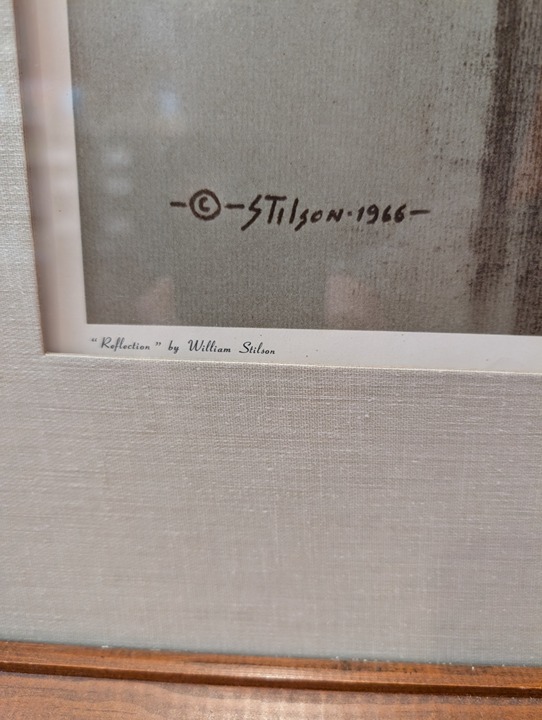 -©-STilsoN·1966-
"Reflection" by William Stilson